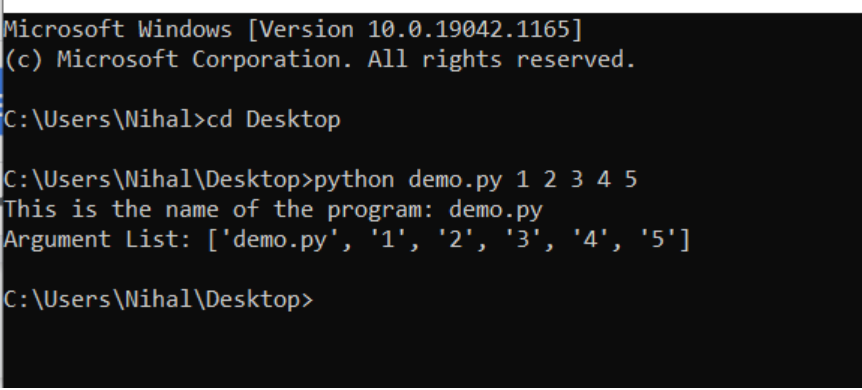 Microsoft Windows [Version 10.0.19042.1165]
(c) Microsoft Corporation. All rights reserved.
C:\Users\Nihal>cd Desktop
C:\Users\Nihal\Desktop>python demo.py 1 2 3 4 5
This is the name of the program: demo.py
Argument List: ['demo.py', '1', '2', '3', '4', '5']
C:\Users\Nihal\Desktop>